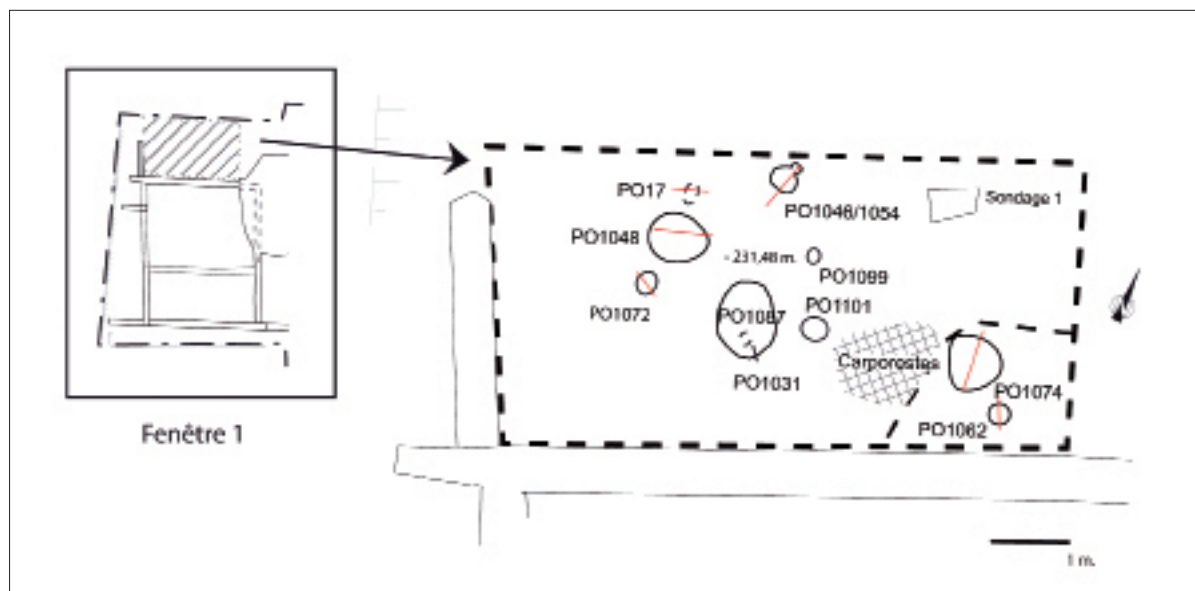 Fenêtre 1
PO17
PO1046/1054
Sondage 1
PO1048
- 231,48 m.
PO1099
PO1072
PO1087
PO1101
PO1031
Carporestes
PO1074
PO1062
1 m.